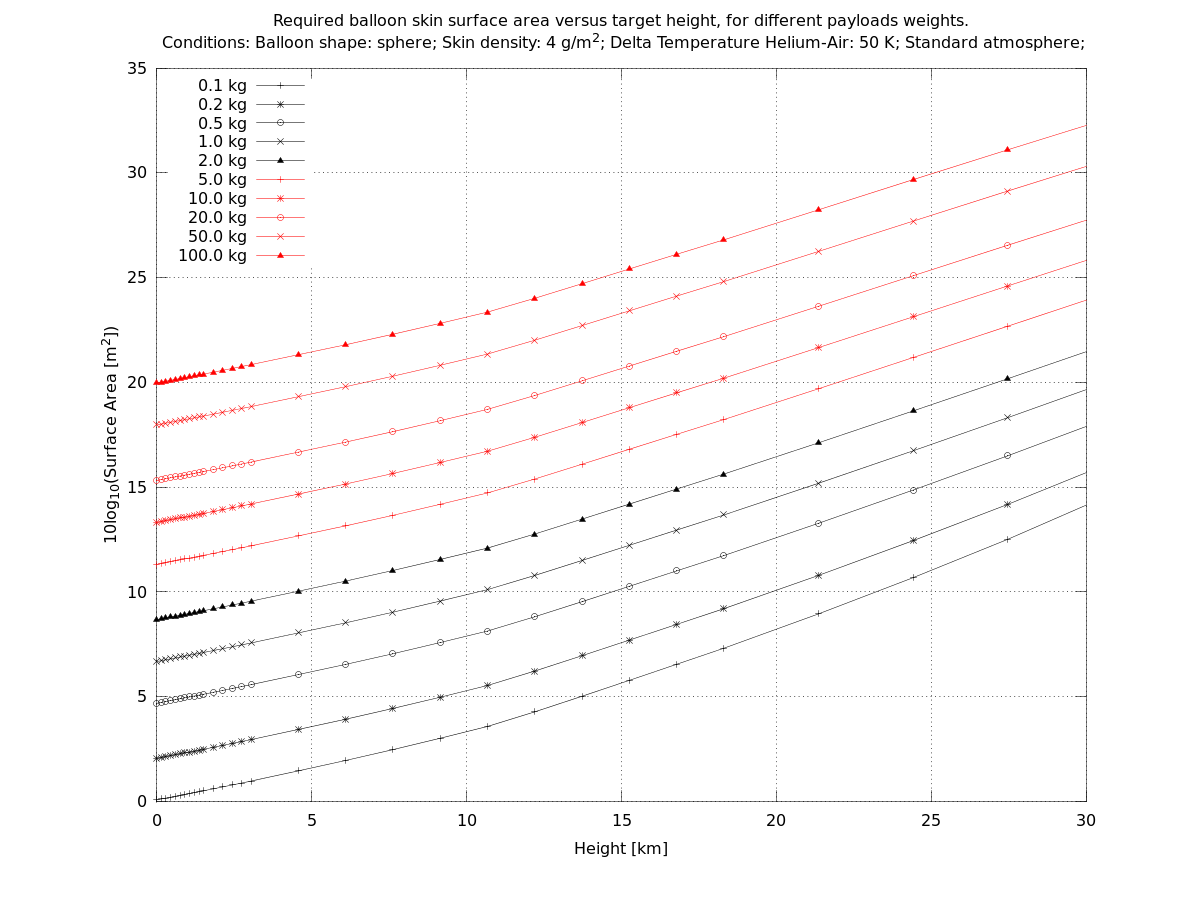 Required balloon skin surface area versus target height, for different payloads weights.
Conditions: Balloon shape: sphere; Skin density: 4 g/m²; Delta Temperature Helium-Air: 50 K; Standard atmosphere;
35
30
25
20
15
10
5
0
10log₁₀(Surface Area [m²])
0.1 kg
0.2 kg
0.5 kg
1.0 kg
2.0 kg
5.0 kg
10.0 kg
20.0 kg
50.0 kg
100.0 kg
0 5 10 15 20 25 30
Height [km]